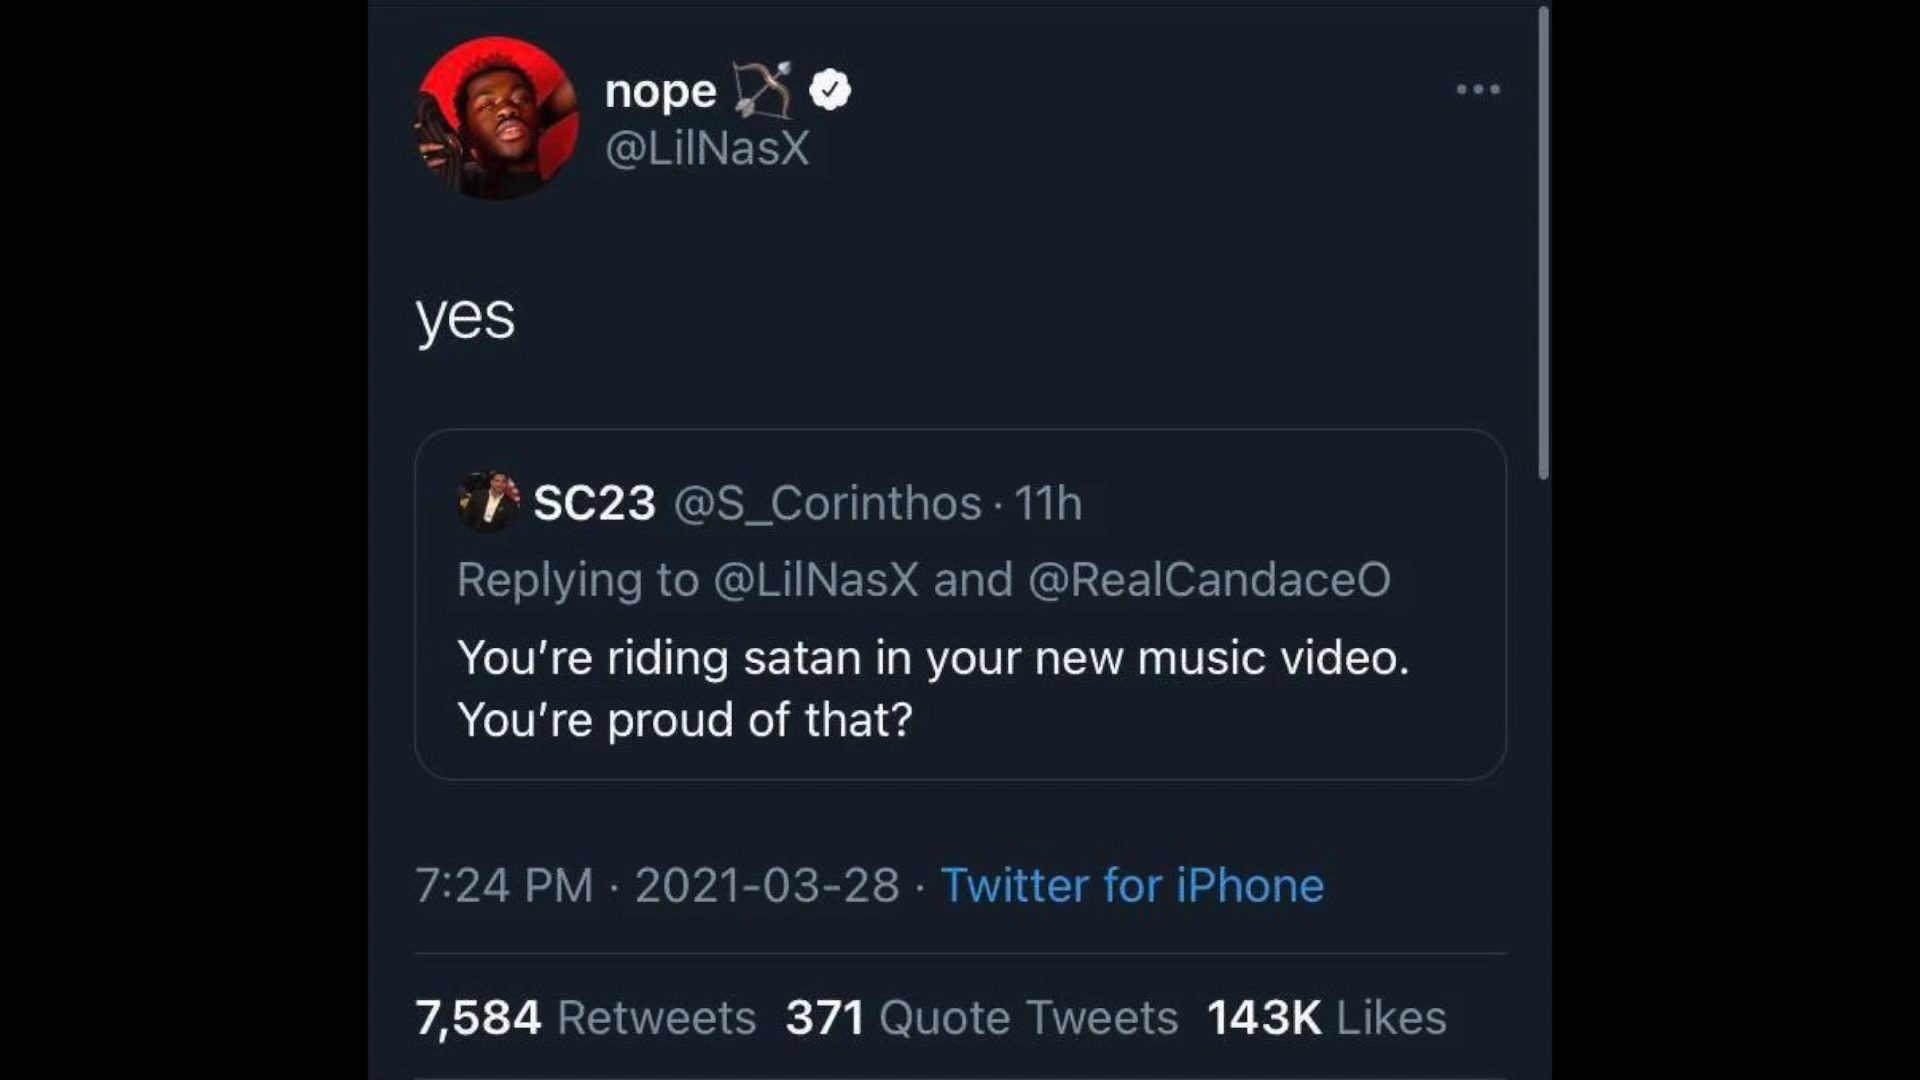 nope 🏹
@LilNasX
yes
SC23 @S_Corinthos · 11h
Replying to @LilNasX and @RealCandaceO
You’re riding satan in your new music video.
You’re proud of that?
7:24 PM · 2021-03-28 · Twitter for iPhone
7,584 Retweets 371 Quote Tweets 143K Likes